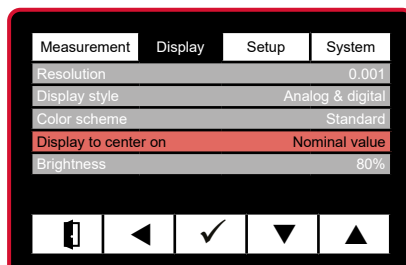 Measurement Display Setup System
Resolution 0.001
Display style Analog & digital
Color scheme Standard
Display to center on Nominal value
Brightness 80%